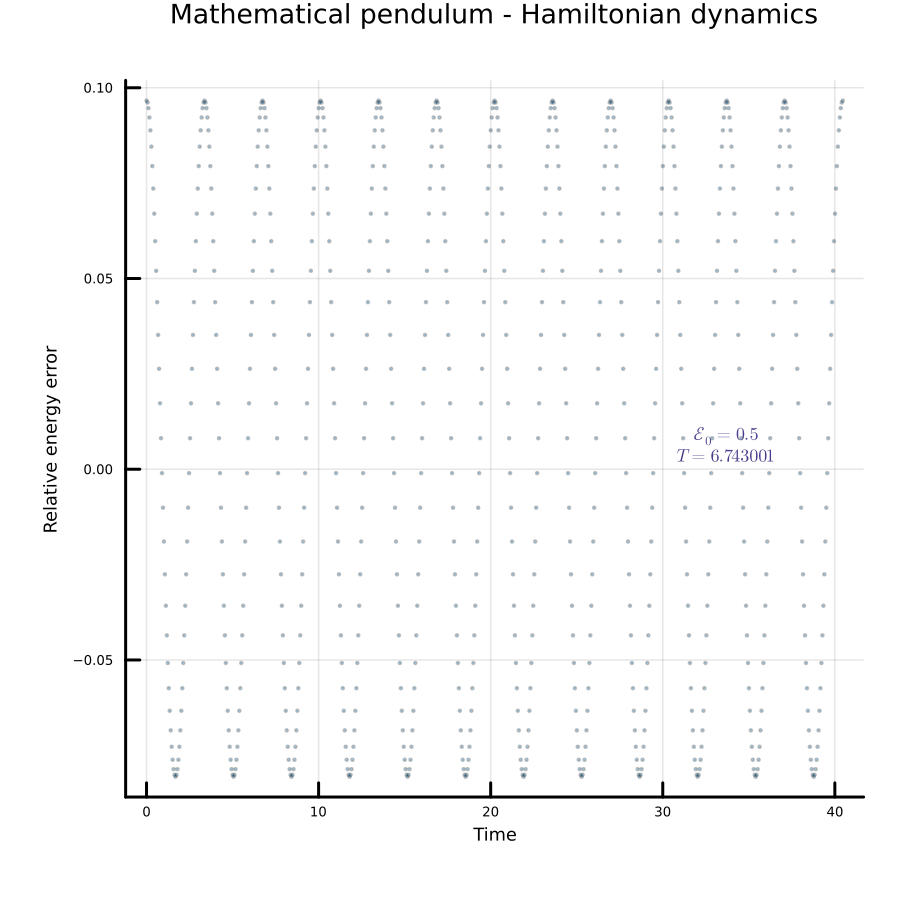 Mathematical pendulum - Hamiltonian dynamics
0.10
0.05
0.00
−0.05
Relative energy error
ℰ₀ = 0.5
T = 6.743001
0 10 20 30 40
Time